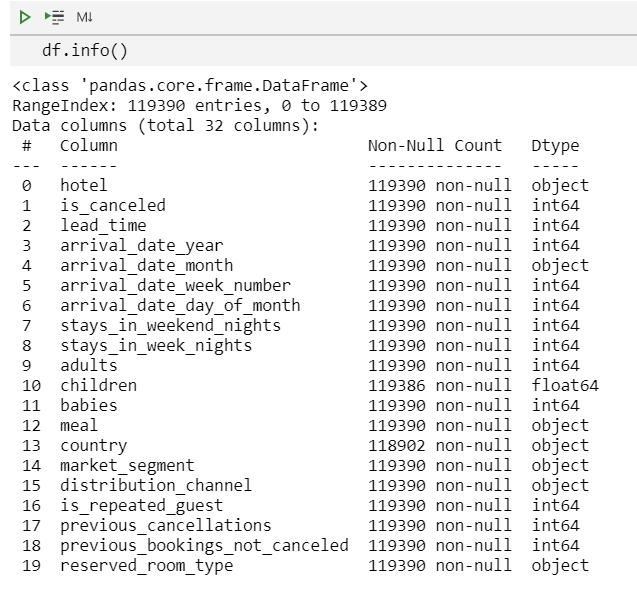 M↓
df.info()
<class 'pandas.core.frame.DataFrame'>
RangeIndex: 119390 entries, 0 to 119389
Data columns (total 32 columns):
 #   Column                          Non-Null Count   Dtype
---  ------                          --------------   -----
 0   hotel                           119390 non-null  object
 1   is_canceled                     119390 non-null  int64
 2   lead_time                       119390 non-null  int64
 3   arrival_date_year               119390 non-null  int64
 4   arrival_date_month              119390 non-null  object
 5   arrival_date_week_number        119390 non-null  int64
 6   arrival_date_day_of_month       119390 non-null  int64
 7   stays_in_weekend_nights         119390 non-null  int64
 8   stays_in_week_nights            119390 non-null  int64
 9   adults                          119390 non-null  int64
 10  children                        119386 non-null  float64
 11  babies                          119390 non-null  int64
 12  meal                            119390 non-null  object
 13  country                         118902 non-null  object
 14  market_segment                  119390 non-null  object
 15  distribution_channel            119390 non-null  object
 16  is_repeated_guest               119390 non-null  int64
 17  previous_cancellations          119390 non-null  int64
 18  previous_bookings_not_canceled  119390 non-null  int64
 19  reserved_room_type              119390 non-null  object